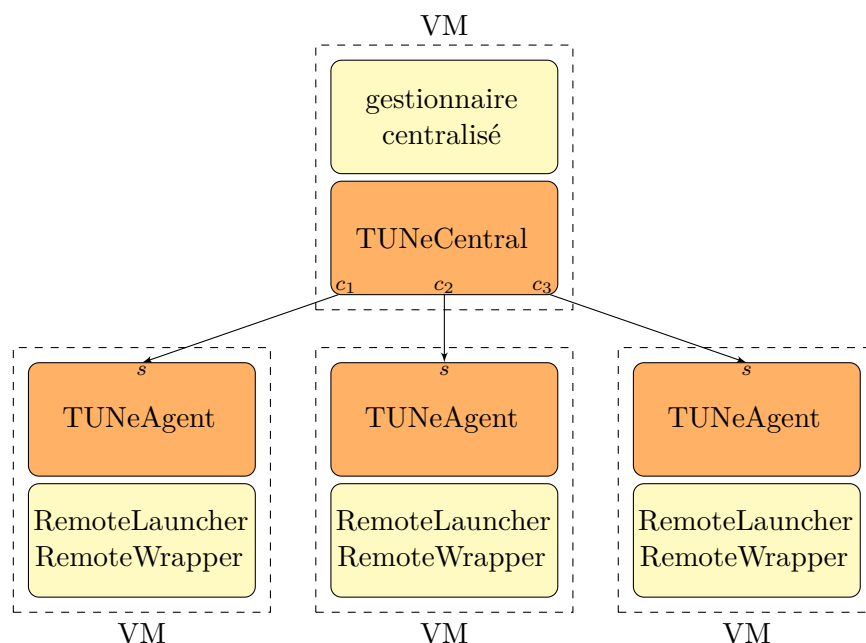 VM
gestionnaire
centralisé
TUNeCentral
c1 c2 c3
s s s
TUNeAgent TUNeAgent TUNeAgent
RemoteLauncher RemoteLauncher RemoteLauncher
RemoteWrapper RemoteWrapper RemoteWrapper
VM VM VM